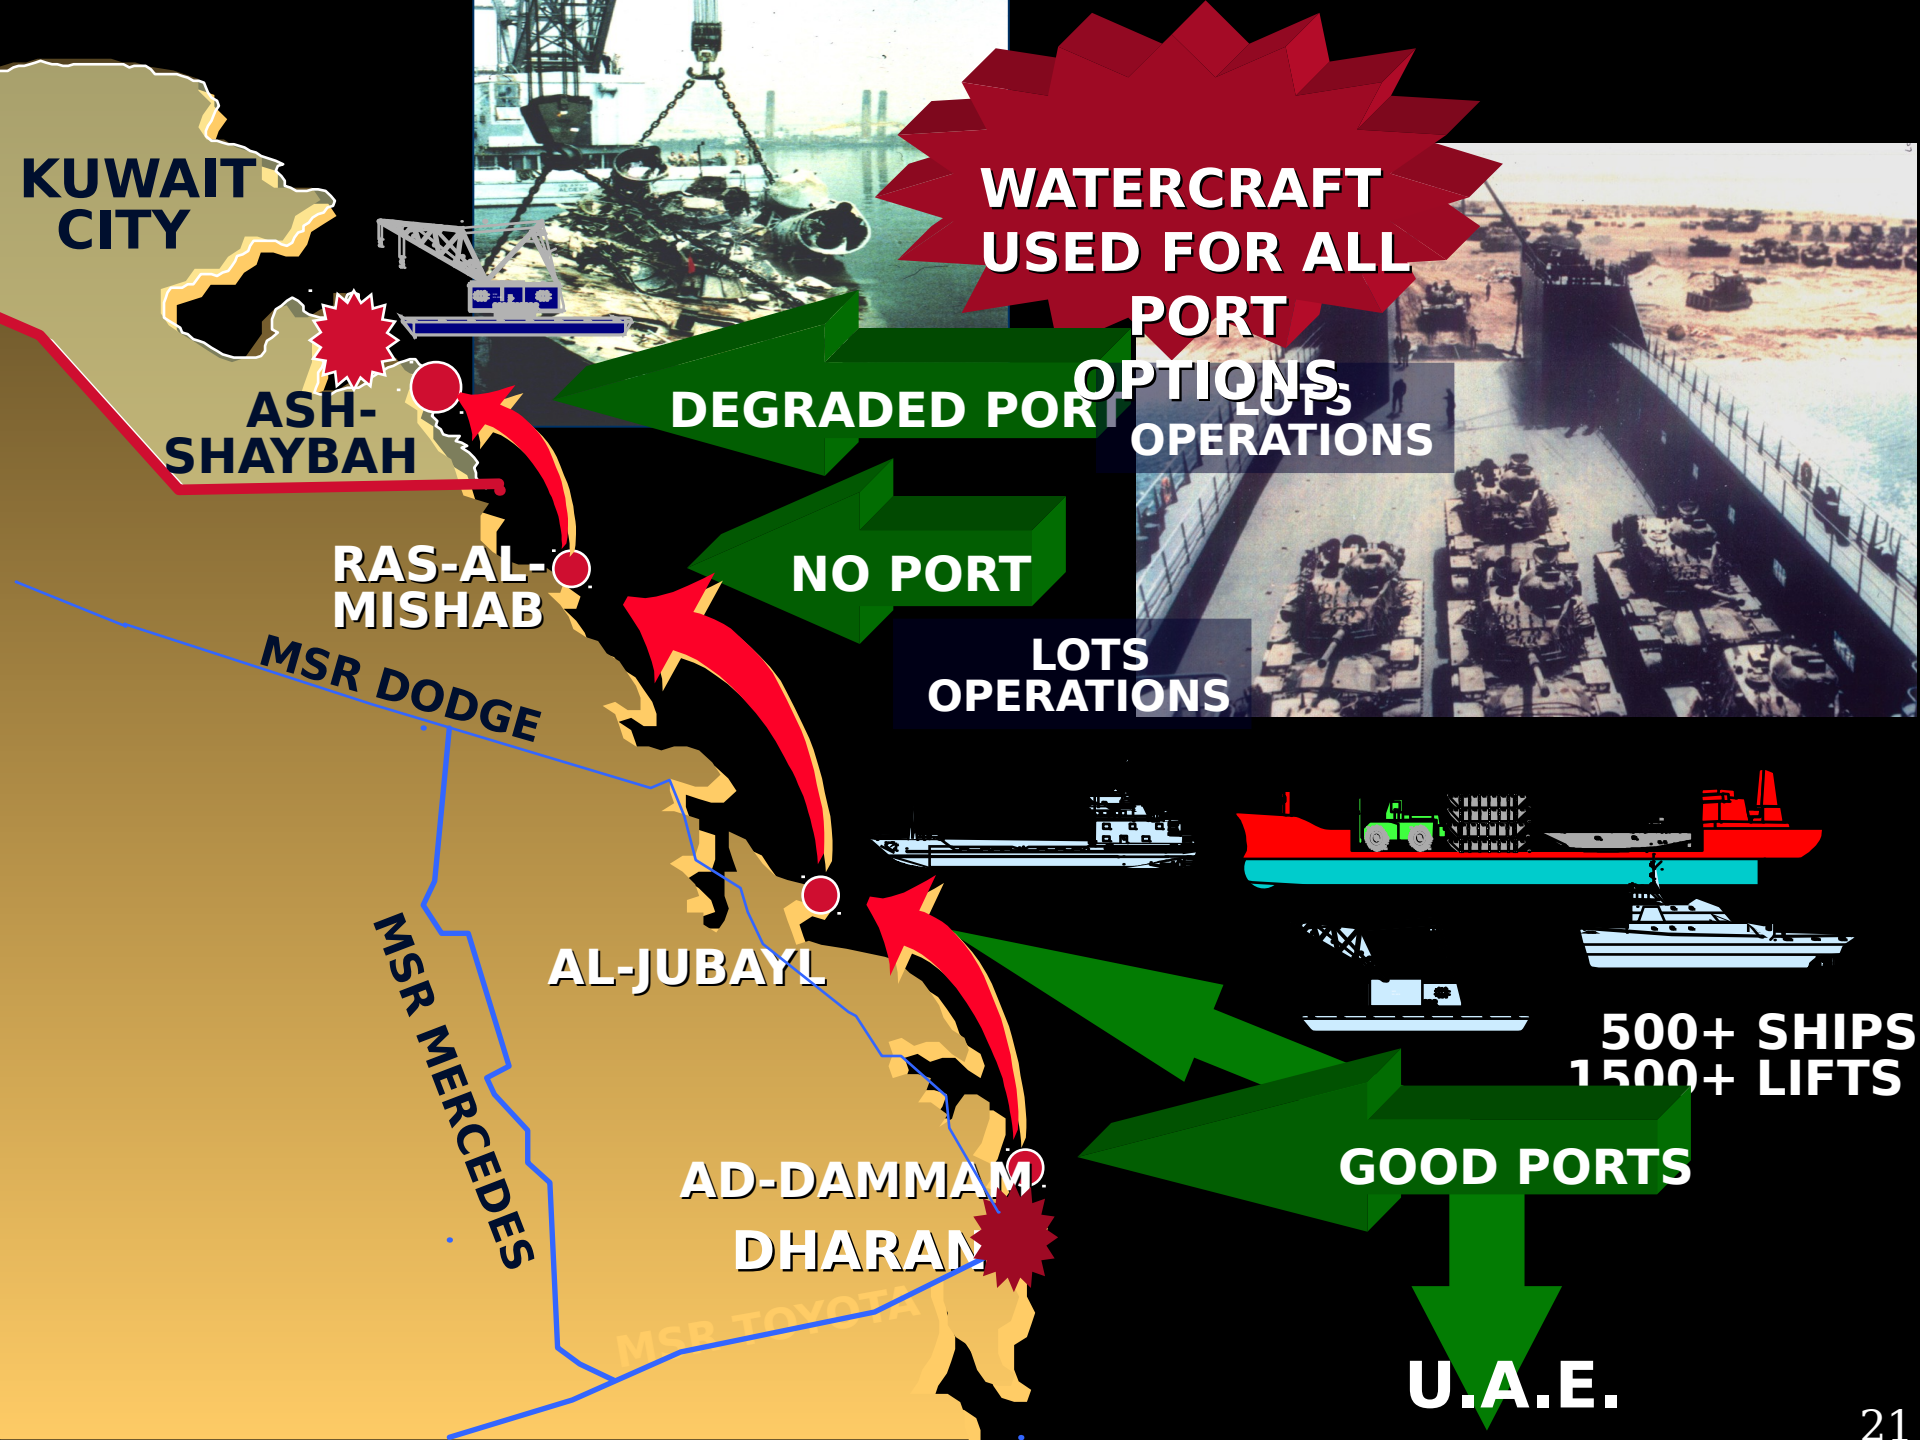 WATERCRAFT
USED FOR ALL
PORT
OPTIONS
KUWAIT
CITY
ASH-
SHAYBAH
DEGRADED PORT
LOTS
OPERATIONS
NO PORT
RAS-AL-
MISHAB
LOTS
OPERATIONS
MSR DODGE
MSR MERCEDES
AL-JUBAYL
500+ SHIPS
1500+ LIFTS
GOOD PORTS
AD-DAMMAM
DHARAN
MSR TOYOTA
U.A.E.
21